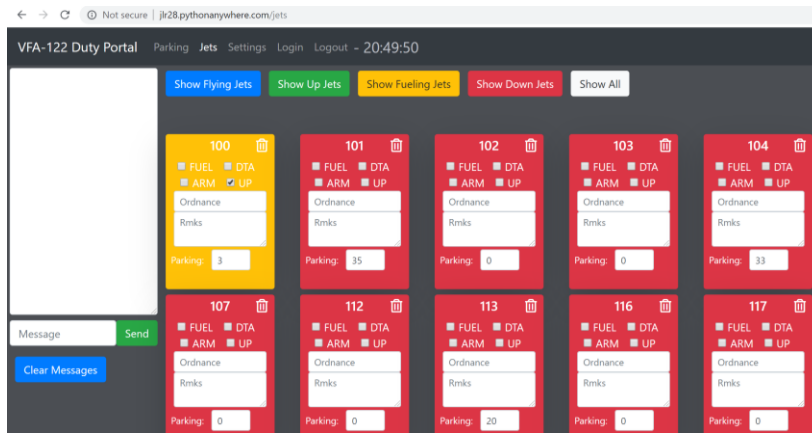 Not secure | jlr28.pythonanywhere.com/jets
VFA-122 Duty Portal Parking Jets Settings Login Logout - 20:49:50
Show Flying Jets Show Up Jets Show Fueling Jets Show Down Jets Show All
100 101 102 103 104
FUEL DTA FUEL DTA FUEL DTA FUEL DTA FUEL DTA
ARM UP ARM UP ARM UP ARM UP ARM UP
Ordnance Ordnance Ordnance Ordnance Ordnance
Rmks Rmks Rmks Rmks Rmks
Parking: 3 Parking: 35 Parking: 0 Parking: 0 Parking: 33
107 112 113 116 117
Message Send FUEL DTA FUEL DTA FUEL DTA FUEL DTA FUEL DTA
ARM UP ARM UP ARM UP ARM UP ARM UP
Clear Messages Ordnance Ordnance Ordnance Ordnance Ordnance
Rmks Rmks Rmks Rmks Rmks
Parking: 0 Parking: 0 Parking: 20 Parking: 0 Parking: 0